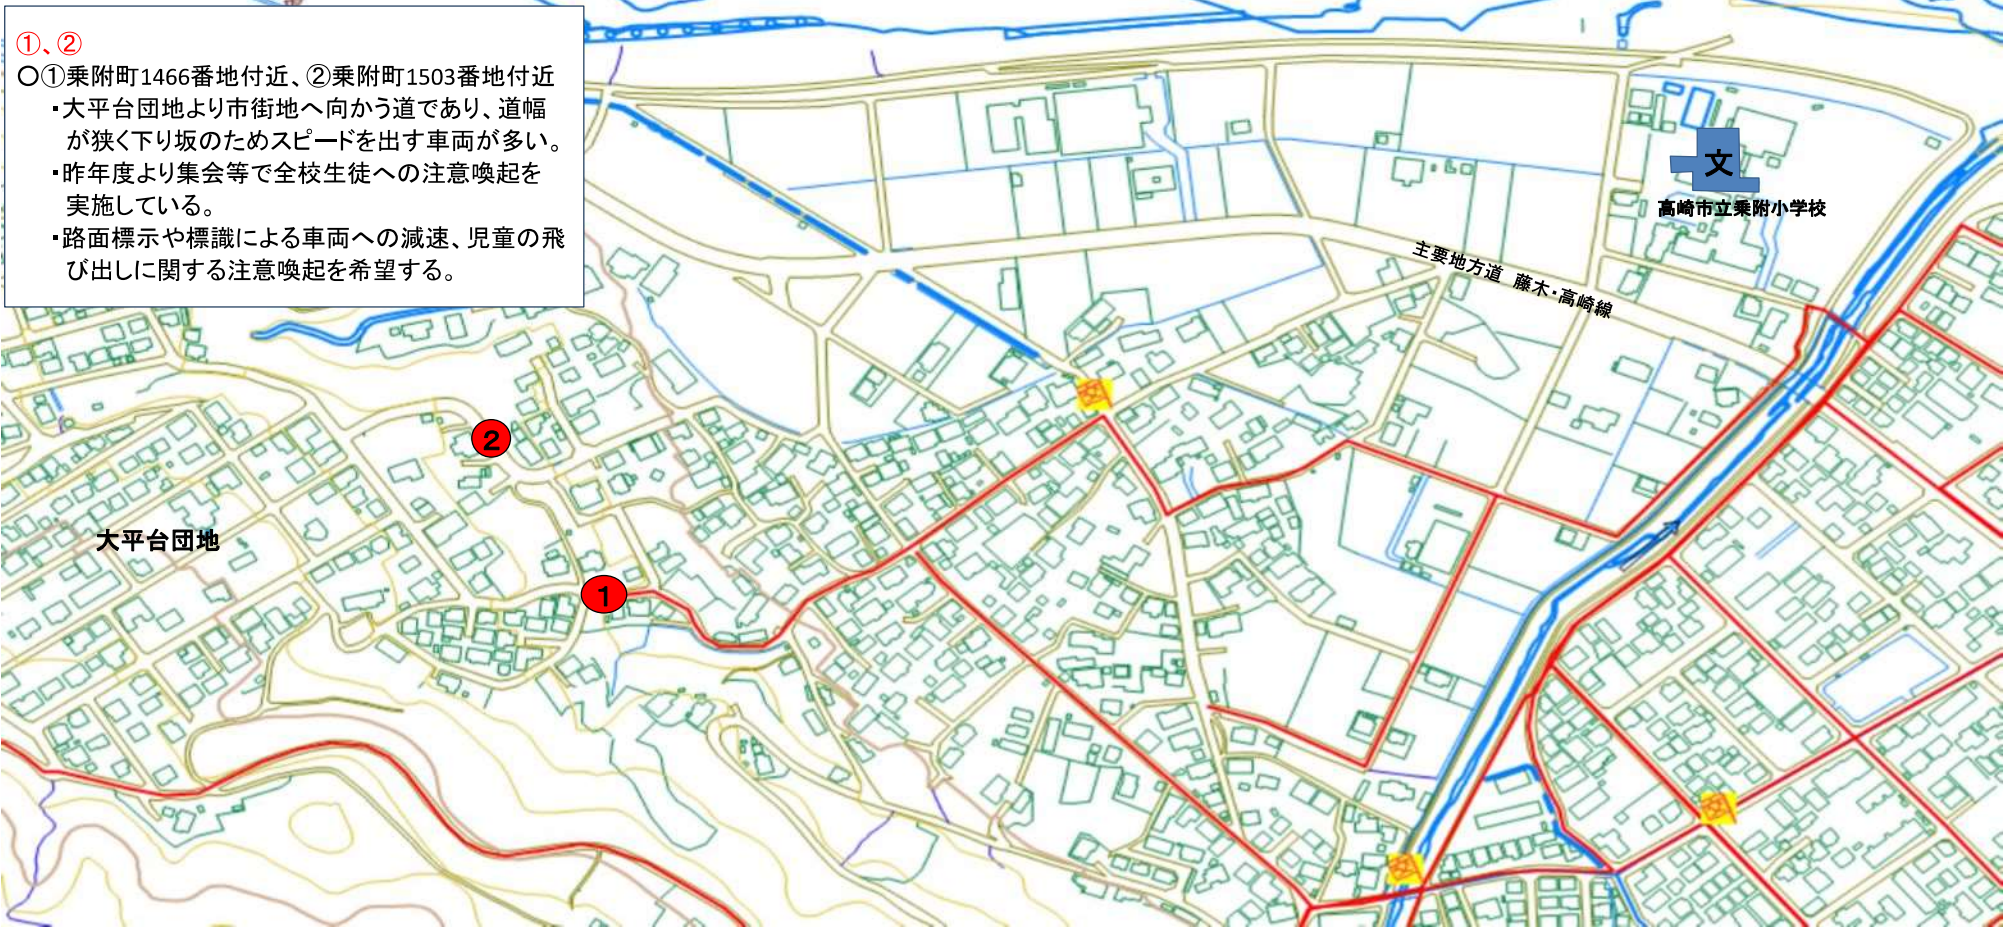 ①、②
〇①乗附町1466番地付近、②乗附町1503番地付近
・大平台団地より市街地へ向かう道であり、道幅
が狭く下り坂のためスピードを出す車両が多い。
・昨年度より集会等で全校生徒への注意喚起を
実施している。
・路面標示や標識による車両への減速、児童の飛
び出しに関する注意喚起を希望する。
文
高崎市立乗附小学校
主要地方道 藤木・高崎線
2
大平台団地
1